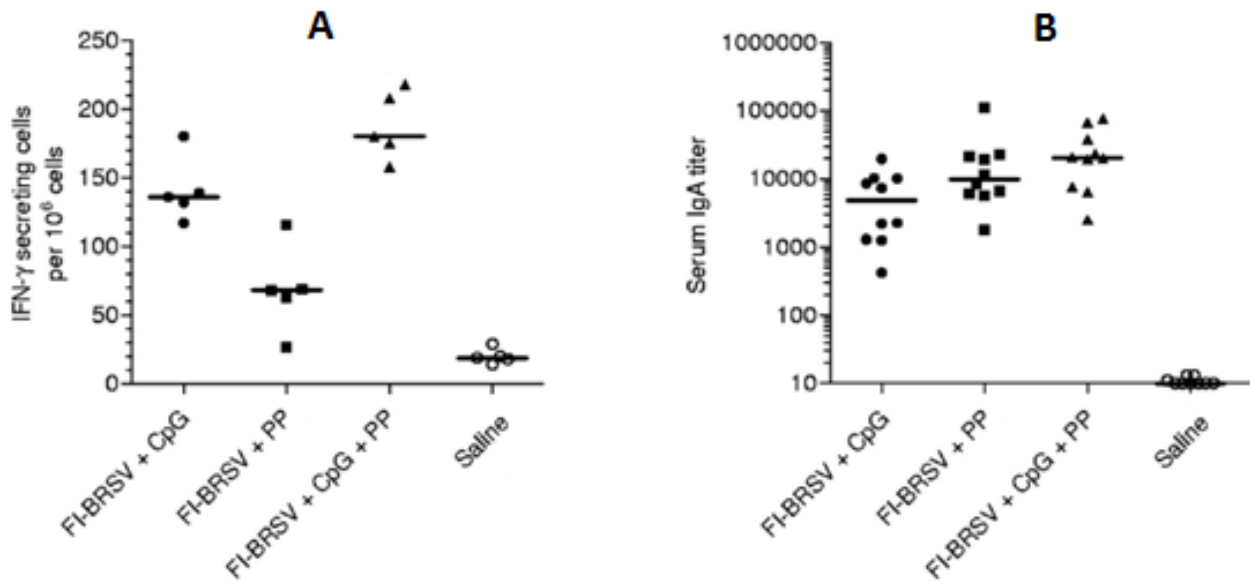 A
IFN-γ secreting cells
per 10⁶ cells
250
200
150
100
50
0
FI-BRSV + CpG
FI-BRSV + PP
FI-BRSV + CpG + PP
Saline
B
Serum IgA titer
1000000
100000
10000
1000
100
10
FI-BRSV + CpG
FI-BRSV + PP
FI-BRSV + CpG + PP
Saline